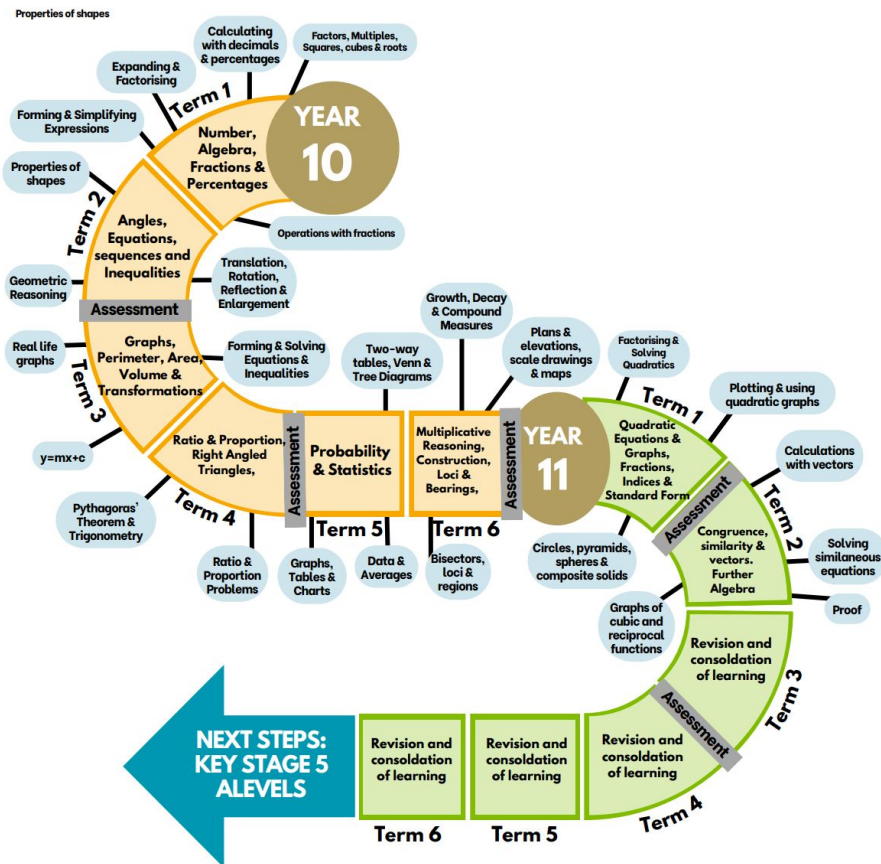 Properties of shapes
Calculating
with decimals
& percentages
Factors, Multiples,
Squares, cubes & roots
Expanding &
Factorising
Term 1
Forming & Simplifying
Expressions
YEAR
10
Number,
Algebra,
Fractions &
Percentages
Properties of
shapes
Term 2
Operations with fractions
Angles,
Equations,
sequences and
Inequalities
Translation,
Rotation,
Reflection &
Enlargement
Geometric
Reasoning
Assessment
Real life
graphs
Graphs,
Perimeter, Area,
Volume &
Transformations
Forming & Solving
Equations &
Inequalities
Term 3
y=mx+c
Ratio & Proportion,
Right Angled
Triangles,
Pythagoras'
Theorem &
Trigonometry
Term 4
Ratio &
Proportion
Problems
Assessment
Two-way
tables, Venn &
Tree Diagrams
Probability
& Statistics
Term 5
Graphs,
Tables &
Charts
Data &
Averages
Growth, Decay
& Compound
Measures
Plans &
elevations,
scale drawings
& maps
Multiplicative
Reasoning,
Construction,
Loci &
Bearings,
Term 6
Bisectors,
loci &
regions
Assessment
YEAR
11
Factorising &
Solving
Quadratics
Term 1
Plotting & using
quadratic graphs
Quadratic
Equations &
Graphs,
Fractions,
Indices &
Standard Form
Calculations
with vectors
Circles, pyramids,
spheres &
composite solids
Assessment
Term 2
Congruence,
similarity &
vectors.
Further
Algebra
Solving
similaneous
equations
Proof
Graphs of
cubic and
reciprocal
functions
Revision and
consoldation
of learning
Term 3
Assessment
Revision and
consoldation
of learning
Term 4
Revision and
consoldation
of learning
Term 5
Revision and
consoldation
of learning
Term 6
NEXT STEPS:
KEY STAGE 5
ALEVELS